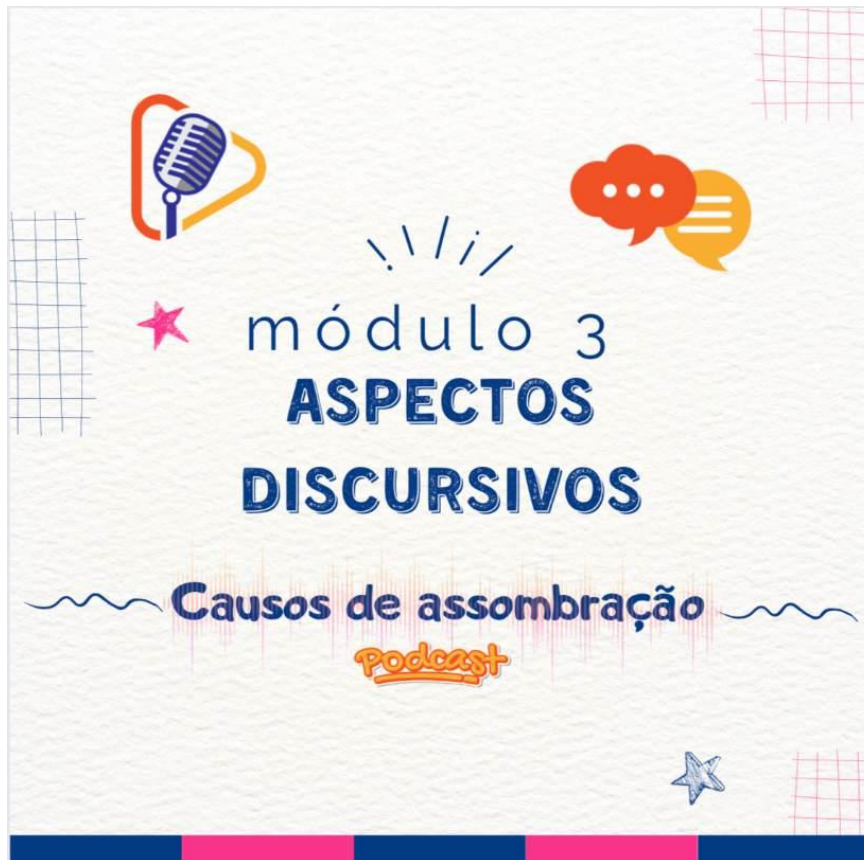 módulo 3
ASPECTOS
DISCURSIVOS
Causos de assombração
podcast